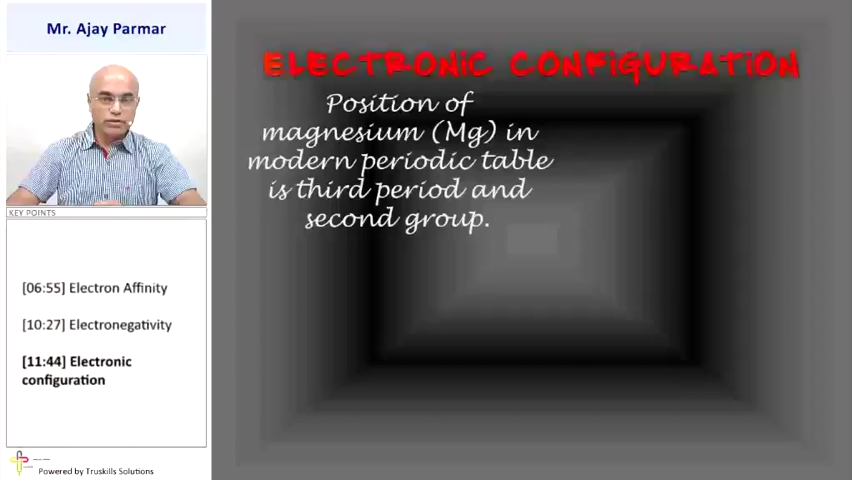 Mr. Ajay Parmar
KEY POINTS
[06:55] Electron Affinity
[10:27] Electronegativity
[11:44] Electronic
configuration
Powered by Truskills Solutions
ELECTRONIC CONFIGURATION
Position of
magnesium (Mg) in
modern periodic table
is third period and
second group.